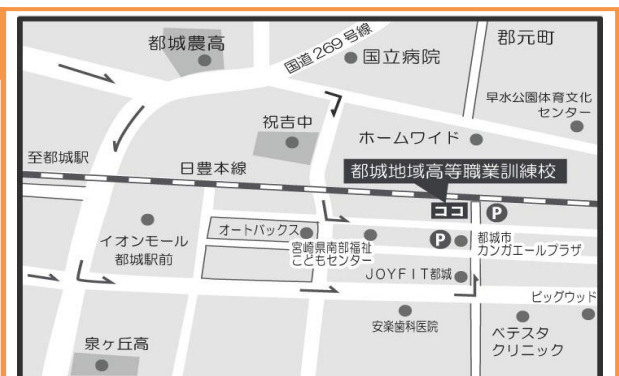 都城農高
国道269号線
国立病院
郡元町
早水公園体育文化
センター
祝吉中
ホームワイド
至都城駅
日豊本線
都城地域高等職業訓練校
ココ
P
オートバックス
イオンモール
都城駅前
宮崎県南部福祉
こどもセンター
P
都城市
カンガエールプラザ
JOYFIT都城
ビッグウッド
安楽歯科医院
ベテスタ
クリニック
泉ヶ丘高